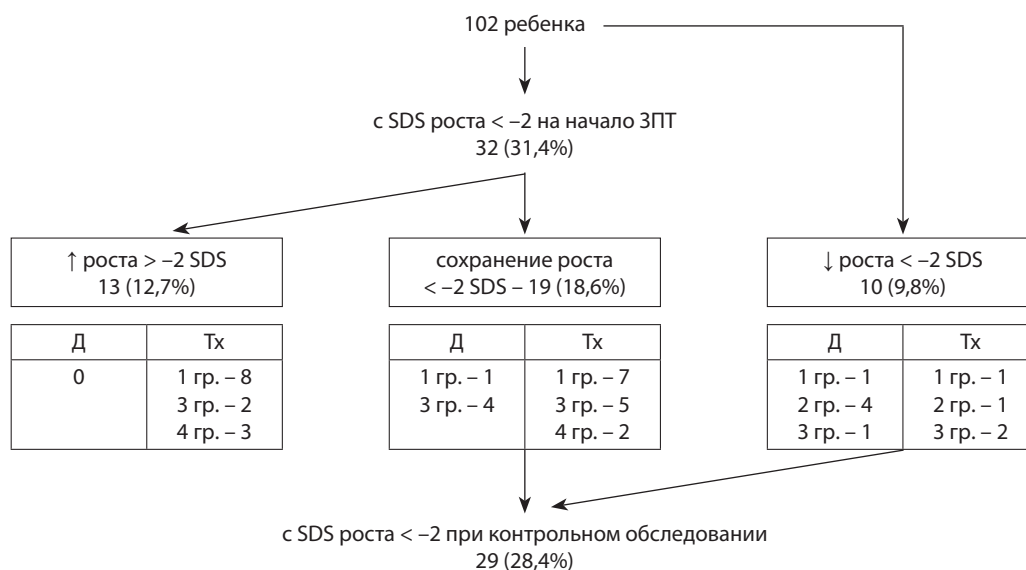 102 ребенка
с SDS роста < –2 на начало ЗПТ
32 (31,4%)
↑ роста > –2 SDS
13 (12,7%)
сохранение роста
< –2 SDS – 19 (18,6%)
↓ роста < –2 SDS
10 (9,8%)
Д Тх
0 1 гр. – 8
3 гр. – 2
4 гр. – 3
Д Тх
1 гр. – 1 1 гр. – 7
3 гр. – 4 3 гр. – 5
4 гр. – 2
Д Тх
1 гр. – 1 1 гр. – 1
2 гр. – 4 2 гр. – 1
3 гр. – 1 3 гр. – 2
с SDS роста < –2 при контрольном обследовании
29 (28,4%)